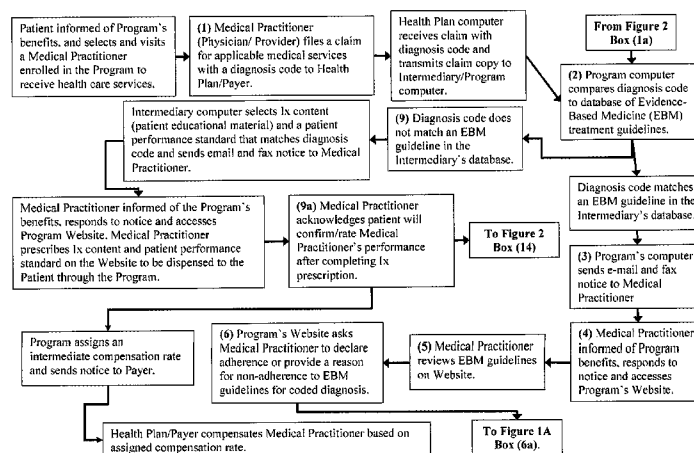 Patient informed of Program's
benefits, and selects and visits
a Medical Practitioner
enrolled in the Program to
receive health care services.
(1) Medical Practitioner
(Physician/ Provider) files a claim
for applicable medical services
with a diagnosis code to Health
Plan/Payer.
Health Plan computer
receives claim with
diagnosis code and
transmits claim copy to
Intermediary/Program
computer.
From Figure 2
Box (1a)
(2) Program computer
compares diagnosis code
to database of Evidence-
Based Medicine (EBM)
treatment guidelines.
Intermediary computer selects Ix content
(patient educational material) and a patient
performance standard that matches diagnosis
code and sends email and fax notice to Medical
Practitioner.
(9) Diagnosis code does
not match an EBM
guideline in the
Intermediary's database.
Diagnosis code matches
an EBM guideline in the
Intermediary's database.
Medical Practitioner informed of the Program's
benefits, responds to notice and accesses
Program Website. Medical Practitioner
prescribes Ix content and patient performance
standard on the Website to be dispensed to the
Patient through the Program.
(9a) Medical Practitioner
acknowledges patient will
confirm/rate Medical
Practitioner's performance
after completing Ix
prescription.
To Figure 2
Box (14)
(3) Program's computer
sends e-mail and fax
notice to Medical
Practitioner
Program assigns an
intermediate compensation rate
and sends notice to Payer.
(6) Program's Website asks
Medical Practitioner to declare
adherence or provide a reason
for non-adherence to EBM
guidelines for coded diagnosis.
(5) Medical Practitioner
reviews EBM guidelines
on Website.
(4) Medical Practitioner
informed of Program
benefits, responds to
notice and accesses
Program's Website.
Health Plan/Payer compensates Medical Practitioner based on
assigned compensation rate.
To Figure 1A
Box (6a).